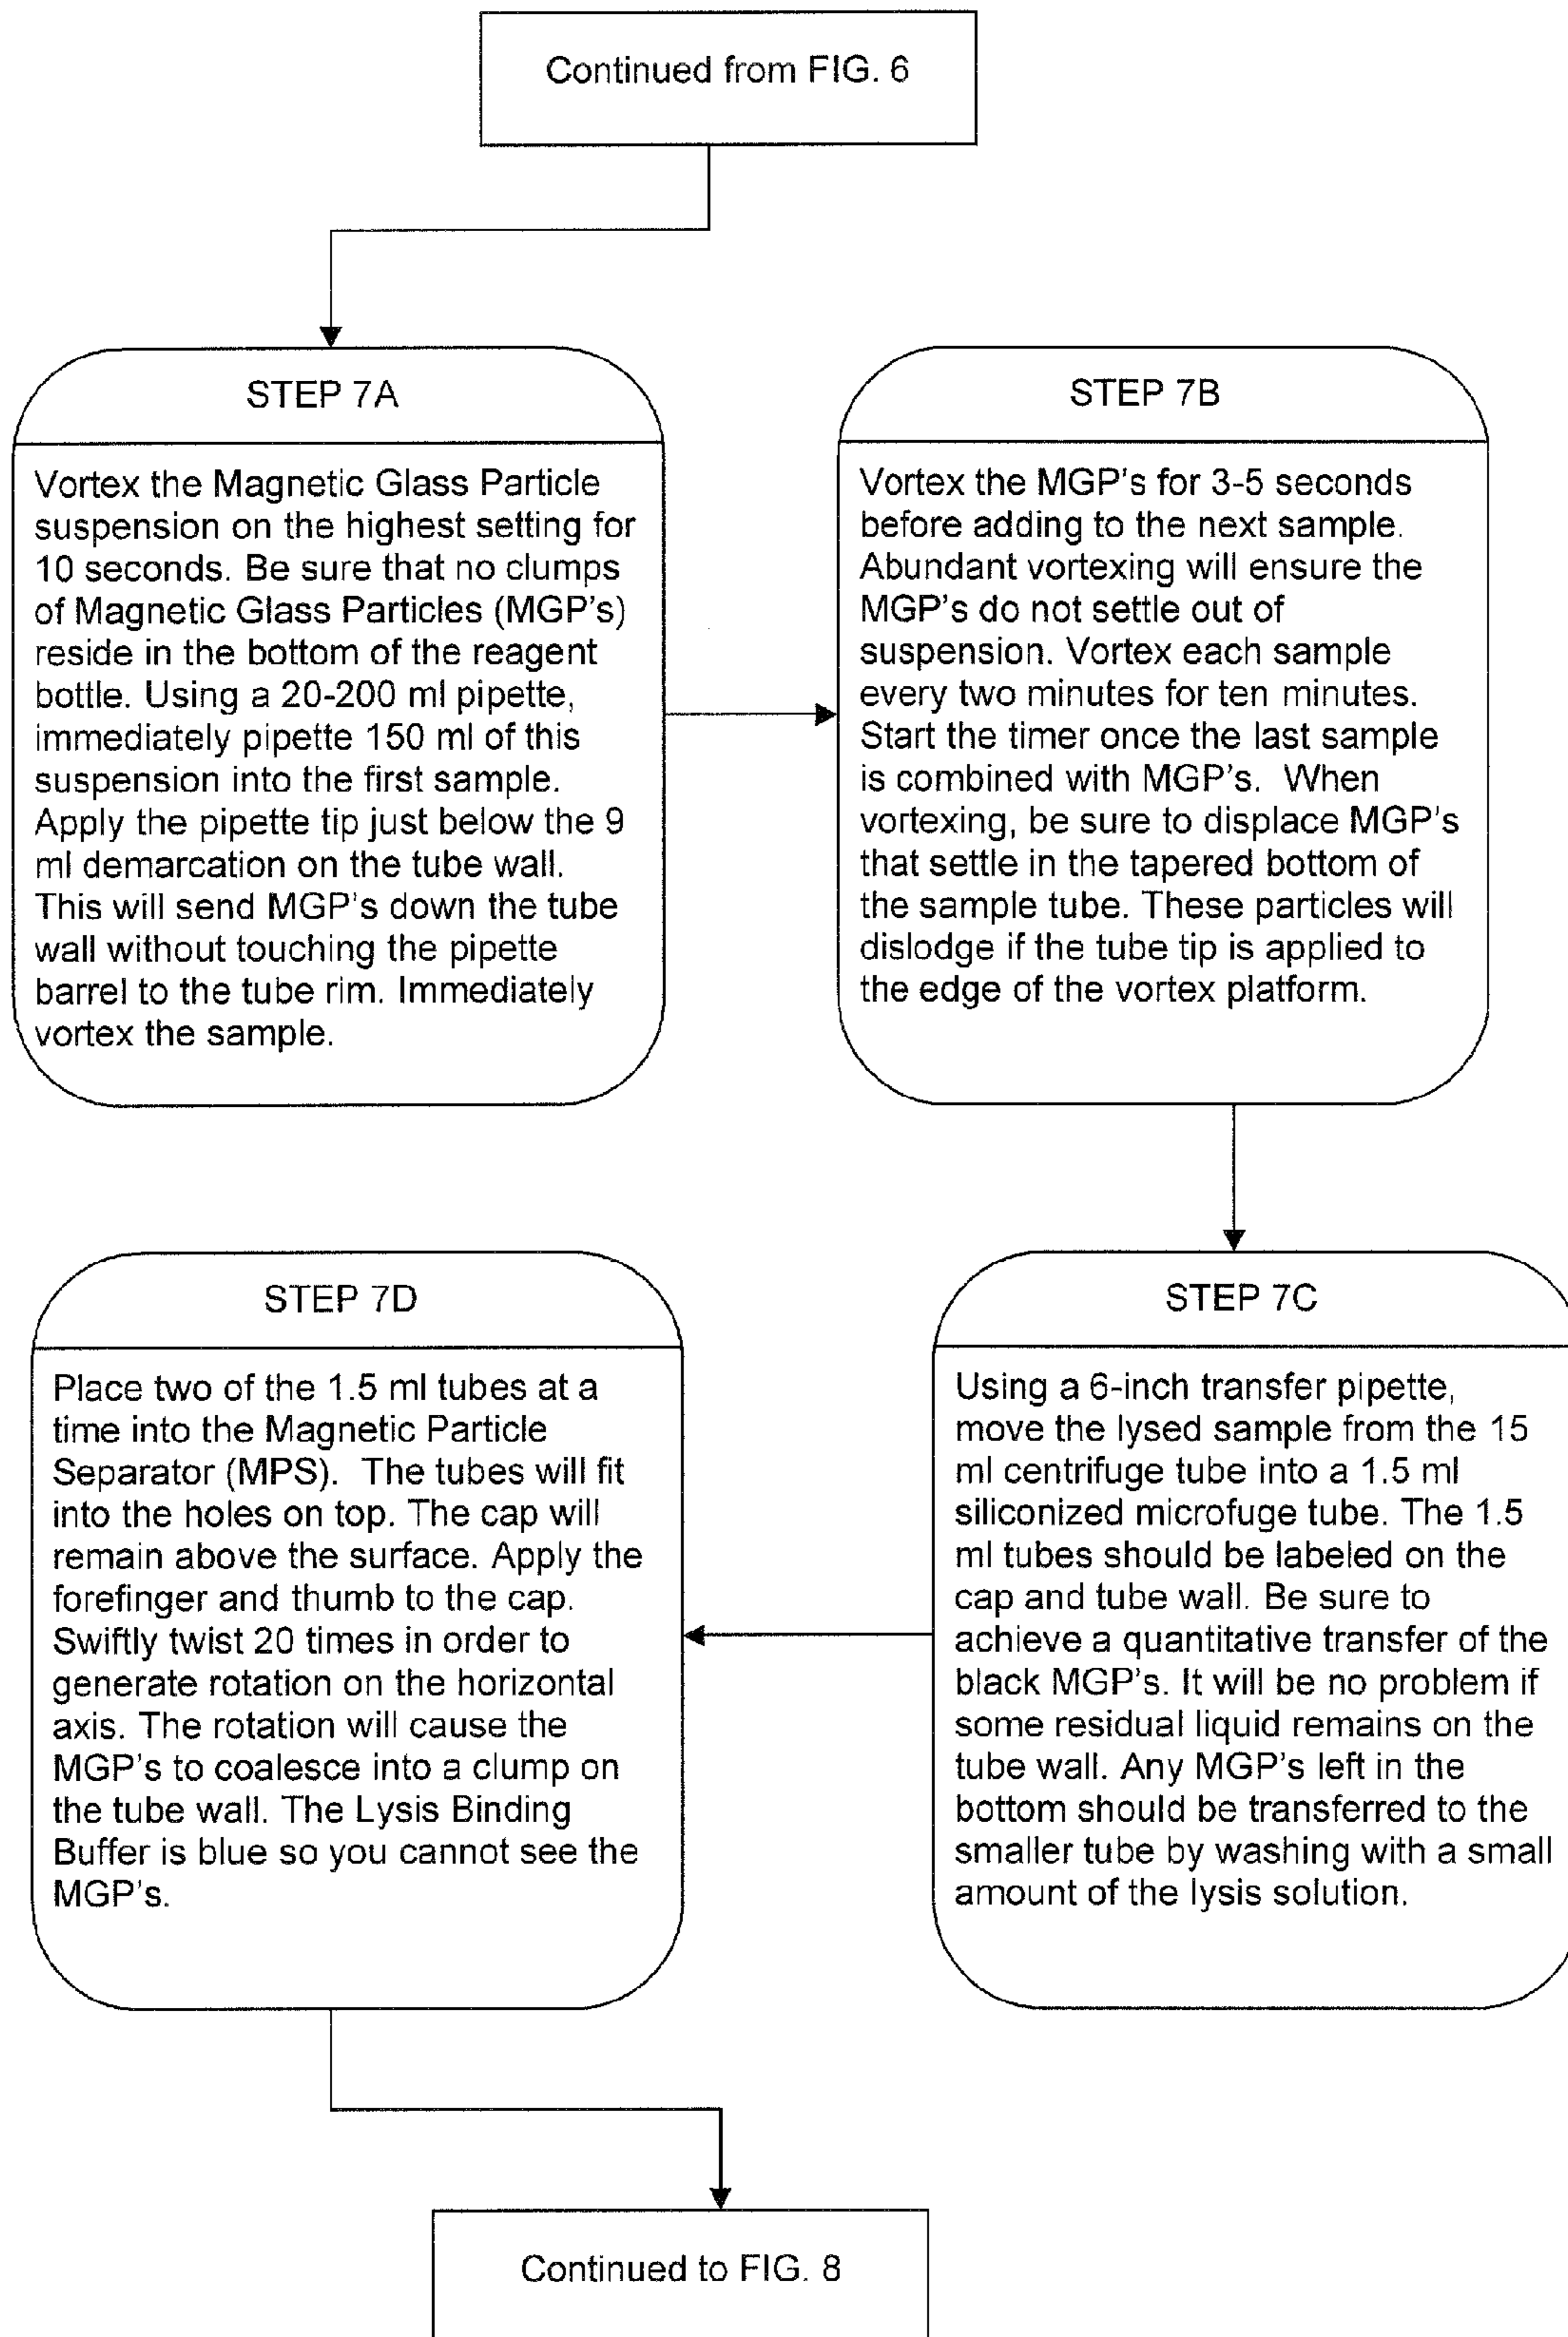 Continued from FIG. 6
STEP 7A
Vortex the Magnetic Glass Particle
suspension on the highest setting for
10 seconds. Be sure that no clumps
of Magnetic Glass Particles (MGP's)
reside in the bottom of the reagent
bottle. Using a 20-200 ml pipette,
immediately pipette 150 ml of this
suspension into the first sample.
Apply the pipette tip just below the 9
ml demarcation on the tube wall.
This will send MGP's down the tube
wall without touching the pipette
barrel to the tube rim. Immediately
vortex the sample.
STEP 7B
Vortex the MGP's for 3-5 seconds
before adding to the next sample.
Abundant vortexing will ensure the
MGP's do not settle out of
suspension. Vortex each sample
every two minutes for ten minutes.
Start the timer once the last sample
is combined with MGP's. When
vortexing, be sure to displace MGP's
that settle in the tapered bottom of
the sample tube. These particles will
dislodge if the tube tip is applied to
the edge of the vortex platform.
STEP 7C
Using a 6-inch transfer pipette,
move the lysed sample from the 15
ml centrifuge tube into a 1.5 ml
siliconized microfuge tube. The 1.5
ml tubes should be labeled on the
cap and tube wall. Be sure to
achieve a quantitative transfer of the
black MGP's. It will be no problem if
some residual liquid remains on the
tube wall. Any MGP's left in the
bottom should be transferred to the
smaller tube by washing with a small
amount of the lysis solution.
STEP 7D
Place two of the 1.5 ml tubes at a
time into the Magnetic Particle
Separator (MPS). The tubes will fit
into the holes on top. The cap will
remain above the surface. Apply the
forefinger and thumb to the cap.
Swiftly twist 20 times in order to
generate rotation on the horizontal
axis. The rotation will cause the
MGP's to coalesce into a clump on
the tube wall. The Lysis Binding
Buffer is blue so you cannot see the
MGP's.
Continued to FIG. 8